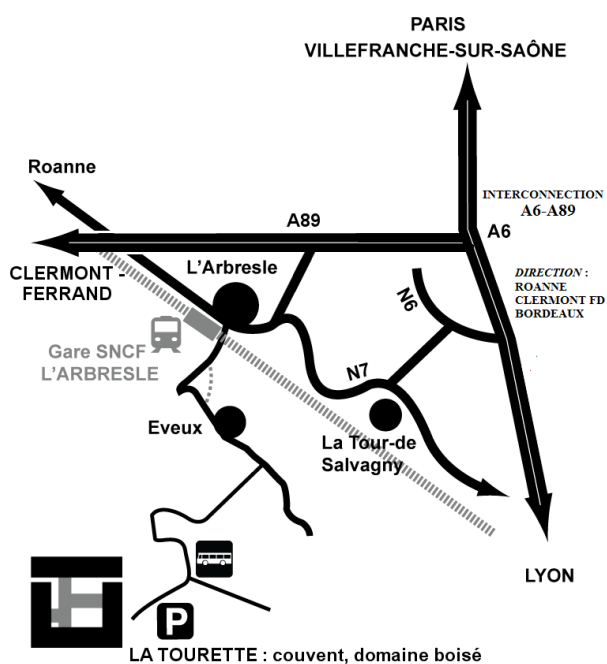 PARIS
VILLEFRANCHE-SUR-SAÔNE
Roanne
INTERCONNECTION
A6-A89
A89
A6
CLERMONT -
FERRAND
L'Arbresle
DIRECTION :
ROANNE
CLERMONT FD
BORDEAUX
N6
Gare SNCF
L'ARBRESLE
N7
Eveux
La Tour-de
Salvagny
P
LYON
LA TOURETTE : couvent, domaine boisé